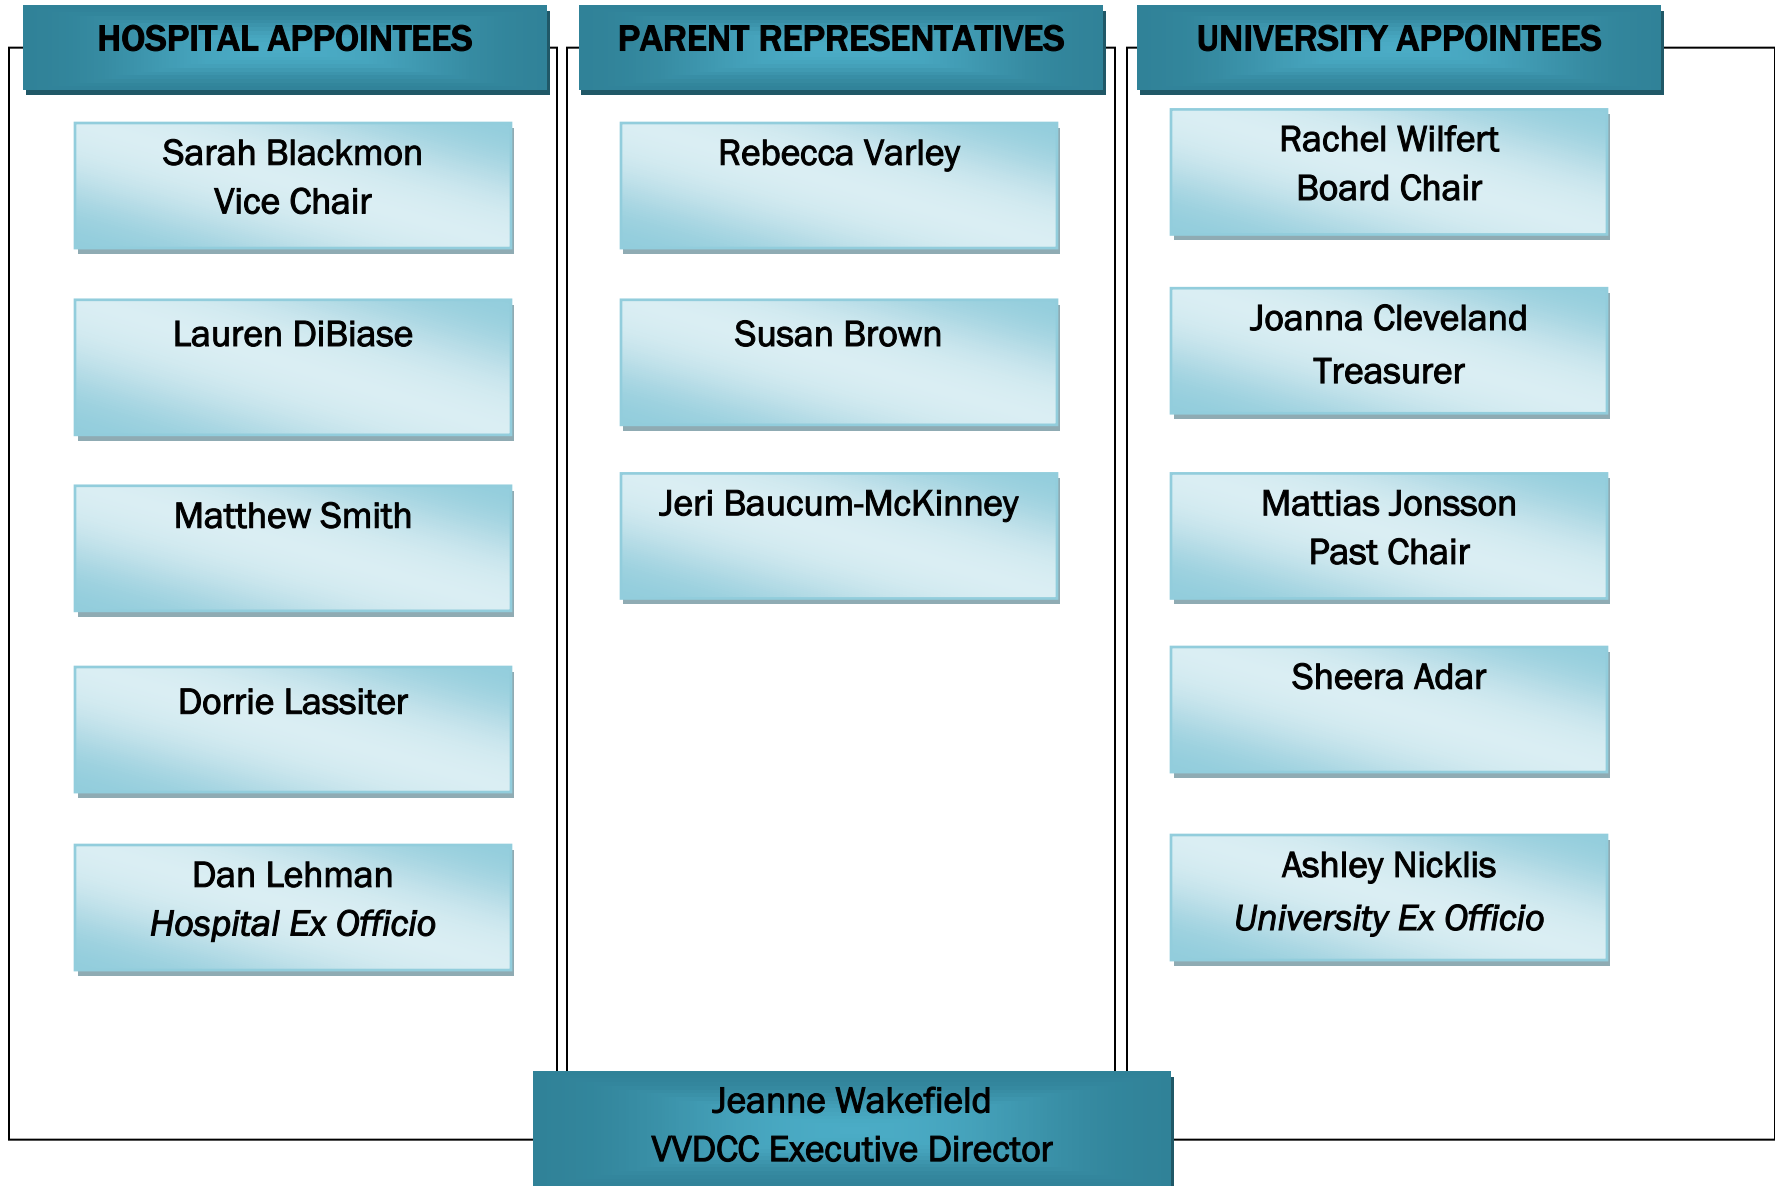 HOSPITAL APPOINTEES
Sarah Blackmon
Vice Chair
Lauren DiBiase
Matthew Smith
Dorrie Lassiter
Dan Lehman
Hospital Ex Officio
PARENT REPRESENTATIVES
Rebecca Varley
Susan Brown
Jeri Baucum-McKinney
UNIVERSITY APPOINTEES
Rachel Wilfert
Board Chair
Joanna Cleveland
Treasurer
Mattias Jonsson
Past Chair
Sheera Adar
Ashley Nicklis
University Ex Officio
Jeanne Wakefield
VVDCC Executive Director